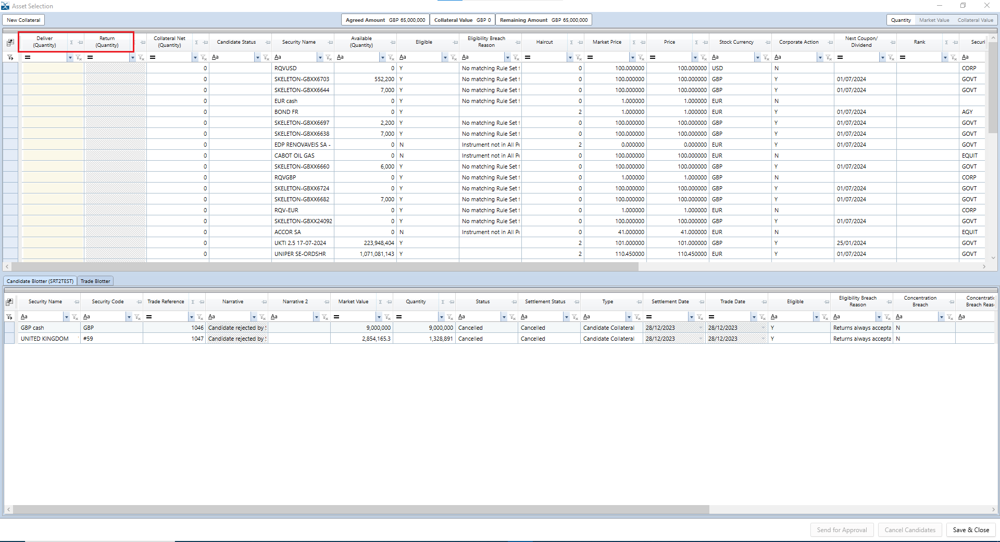 Asset Selection
New Collateral
Agreed Amount GBP 65,000,000 Collateral Value GBP 0 Remaining Amount GBP 65,000,000
Quantity Market Value Collateral Value
Deliver (Quantity) Σ Return (Quantity) Σ Collateral Net (Quantity) Σ Candidate Status Security Name Available (Quantity) Eligible Eligibility Breach Reason Haircut Σ Market Price Σ Price Σ Stock Currency Corporate Action Next Coupon/ Dividend Rank Σ Securi
= = = Aa Aa Aa Aa Aa = = = Aa Aa = = Aa
0 RQVUSD 0 Y No matching Rule Set f 0 100.000000 100.000000 USD N CORP
0 SKELETON-GBXX6703 552,200 Y No matching Rule Set f 0 100.000000 100.000000 GBP Y 01/07/2024 GOVT
0 SKELETON-GBXX6644 7,000 Y No matching Rule Set f 0 100.000000 100.000000 GBP Y 01/07/2024 GOVT
0 EUR cash 0 Y No matching Rule Set f 0 1.000000 1.000000 EUR N
0 BOND FR 0 Y 2 1.000000 1.000000 EUR Y 01/07/2024 AGY
0 SKELETON-GBXX6697 2,200 Y No matching Rule Set f 0 100.000000 100.000000 GBP Y 01/07/2024 GOVT
0 SKELETON-GBXX6638 7,000 Y No matching Rule Set f 0 100.000000 100.000000 GBP Y 01/07/2024 GOVT
0 EDP RENOVAVEIS SA - 0 N Instrument not in All Po 2 0.000000 0.000000 EUR Y 01/07/2024 GOVT
0 CABOT OIL GAS 0 N Instrument not in All Po 0 100.000000 100.000000 EUR N EQUIT
0 SKELETON-GBXX6660 6,000 Y No matching Rule Set f 0 100.000000 100.000000 GBP Y 01/07/2024 GOVT
0 RQVGBP 0 Y No matching Rule Set f 0 1.000000 1.000000 GBP N CORP
0 SKELETON-GBXX6724 0 Y No matching Rule Set f 0 100.000000 100.000000 GBP Y 01/07/2024 GOVT
0 SKELETON-GBXX6682 7,000 Y No matching Rule Set f 0 100.000000 100.000000 GBP Y 01/07/2024 GOVT
0 RQV-EUR 0 Y No matching Rule Set f 0 1.000000 1.000000 EUR N CORP
0 SKELETON-GBXX24092 0 Y No matching Rule Set f 0 100.000000 100.000000 GBP Y 01/07/2024 GOVT
0 ACCOR SA 0 N Instrument not in All Po 0 41.000000 41.000000 EUR N EQUIT
0 UKTI 2.5 17-07-2024 223,948,404 Y 2 101.000000 101.000000 GBP Y 25/01/2024 GOVT
0 UNIPER SE-ORDSHR 1,071,081,143 Y 2 110.450000 110.450000 EUR Y 01/07/2024 GOVT
Candidate Blotter (SRT2TEST) Trade Blotter
Security Name Security Code Trade Reference Σ Narrative Narrative 2 Market Value Σ Quantity Σ Status Settlement Status Type Settlement Date Trade Date Eligible Eligibility Breach Reason Concentration Breach Concentratio Breach Reas
Aa Aa = Aa Aa = = Aa Aa Aa = = Aa Aa Aa Aa
GBP cash GBP 1046 Candidate rejected by S 9,000,000 9,000,000 Cancelled Cancelled Candidate Collateral 28/12/2023 28/12/2023 Y Returns always accepta N
UNITED KINGDOM #59 1047 Candidate rejected by S 2,854,165.3 1,328,891 Cancelled Cancelled Candidate Collateral 28/12/2023 28/12/2023 Y Returns always accepta N
Send for Approval Cancel Candidates Save & Close